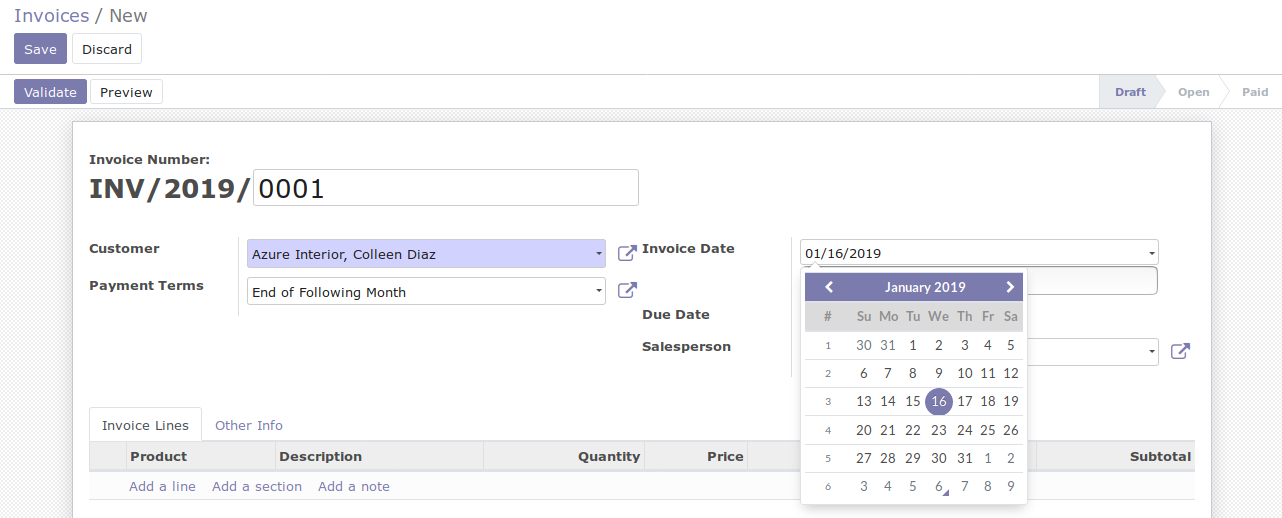 Invoices / New
Save Discard
Validate Preview Draft Open Paid
Invoice Number:
INV/2019/ 0001
Customer Azure Interior, Colleen Diaz Invoice Date 01/16/2019
Payment Terms End of Following Month
January 2019
Due Date
# Su Mo Tu We Th Fr Sa
Salesperson
1 30 31 1 2 3 4 5
2 6 7 8 9 10 11 12
3 13 14 15 16 17 18 19
4 20 21 22 23 24 25 26
5 27 28 29 30 31 1 2
6 3 4 5 6 7 8 9
Invoice Lines Other Info
Product Description Quantity Price Subtotal
Add a line Add a section Add a note